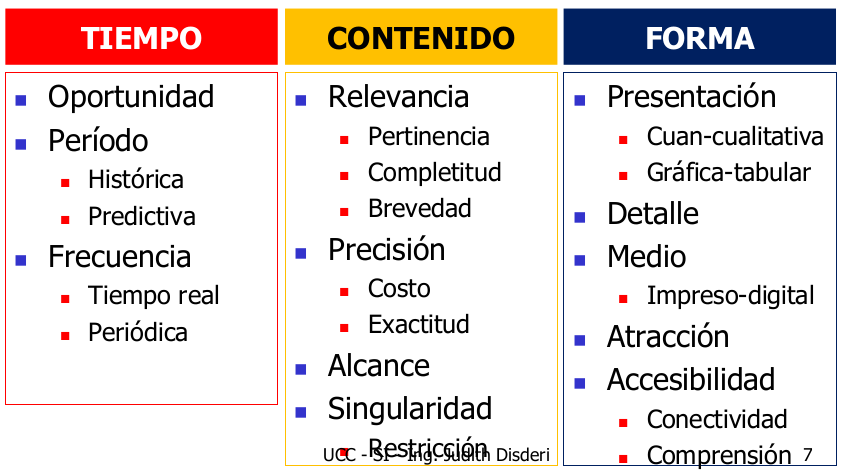 TIEMPO
Oportunidad
Período
Histórica
Predictiva
Frecuencia
Tiempo real
Periódica
CONTENIDO
Relevancia
Pertinencia
Completitud
Brevedad
Precisión
Costo
Exactitud
Alcance
Singularidad
Restricción
FORMA
Presentación
Cuan-cualitativa
Gráfica-tabular
Detalle
Medio
Impreso-digital
Atracción
Accesibilidad
Conectividad
Comprensión
UCC - SI - Ing. Judith Disderi
7